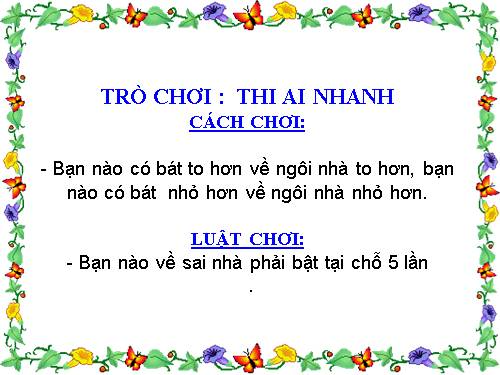 TRÒ CHƠI : THI AI NHANH
CÁCH CHƠI:
- Bạn nào có bát to hơn về ngôi nhà to hơn, bạn
nào có bát nhỏ hơn về ngôi nhà nhỏ hơn.
LUẬT CHƠI:
- Bạn nào về sai nhà phải bật tại chỗ 5 lần
.